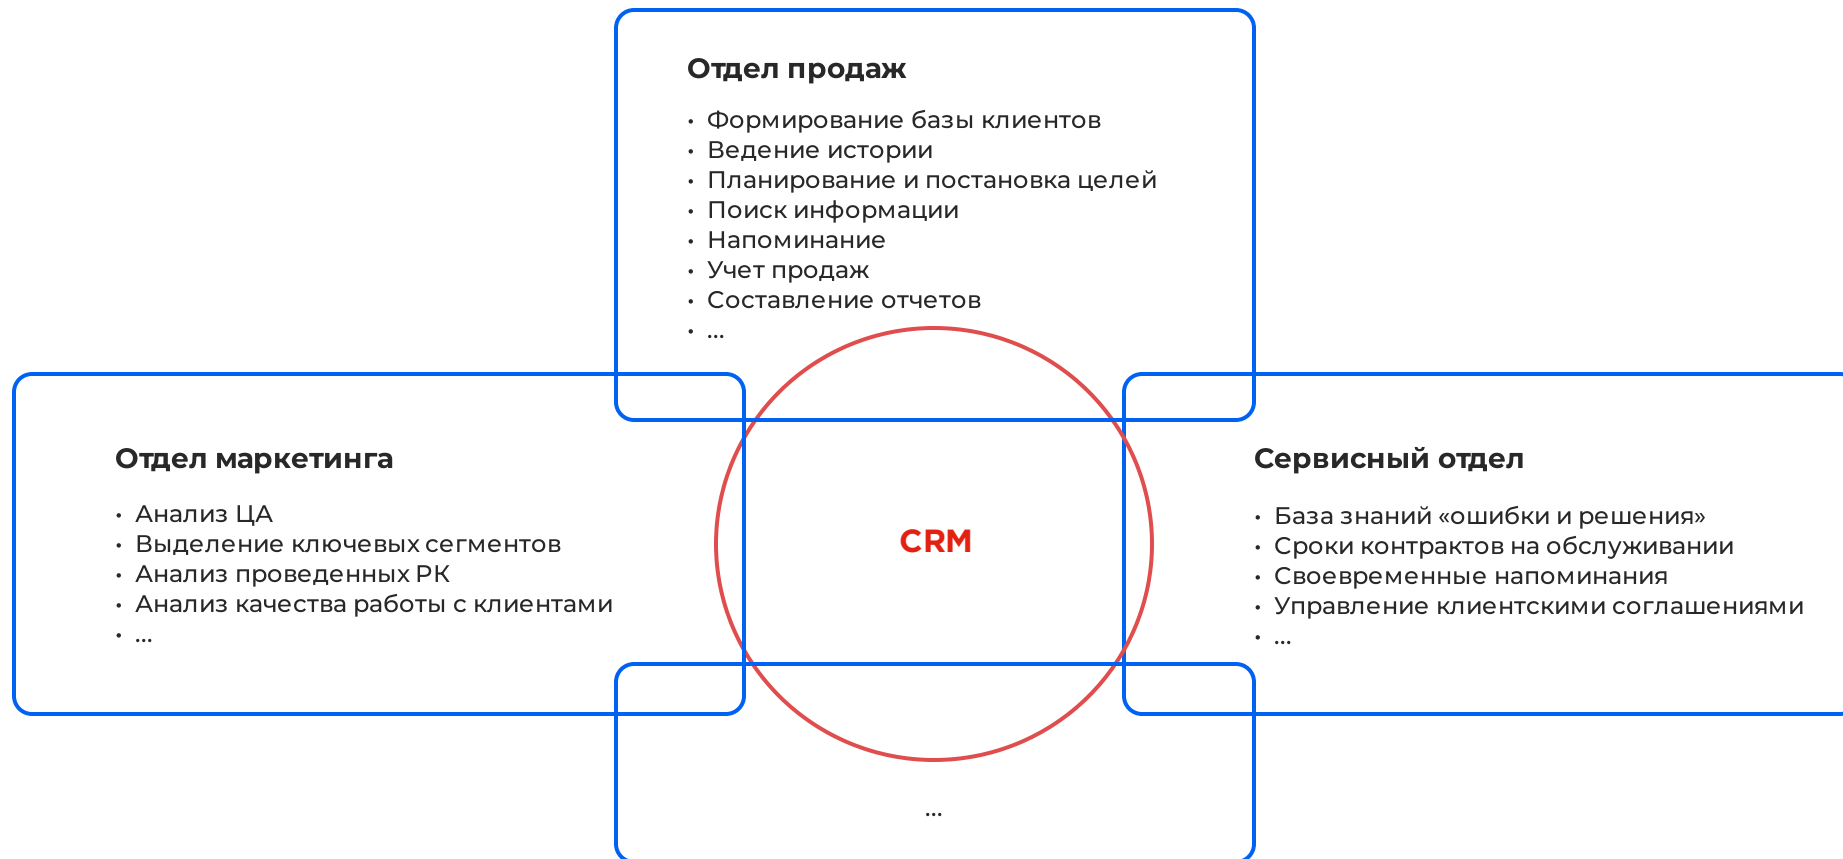 Отдел продаж
• Формирование базы клиентов
• Ведение истории
• Планирование и постановка целей
• Поиск информации
• Напоминание
• Учет продаж
• Составление отчетов
• ...
Отдел маркетинга
• Анализ ЦА
• Выделение ключевых сегментов
• Анализ проведенных РК
• Анализ качества работы с клиентами
• ...
CRM
Сервисный отдел
• База знаний «ошибки и решения»
• Сроки контрактов на обслуживании
• Своевременные напоминания
• Управление клиентскими соглашениями
• ...
...